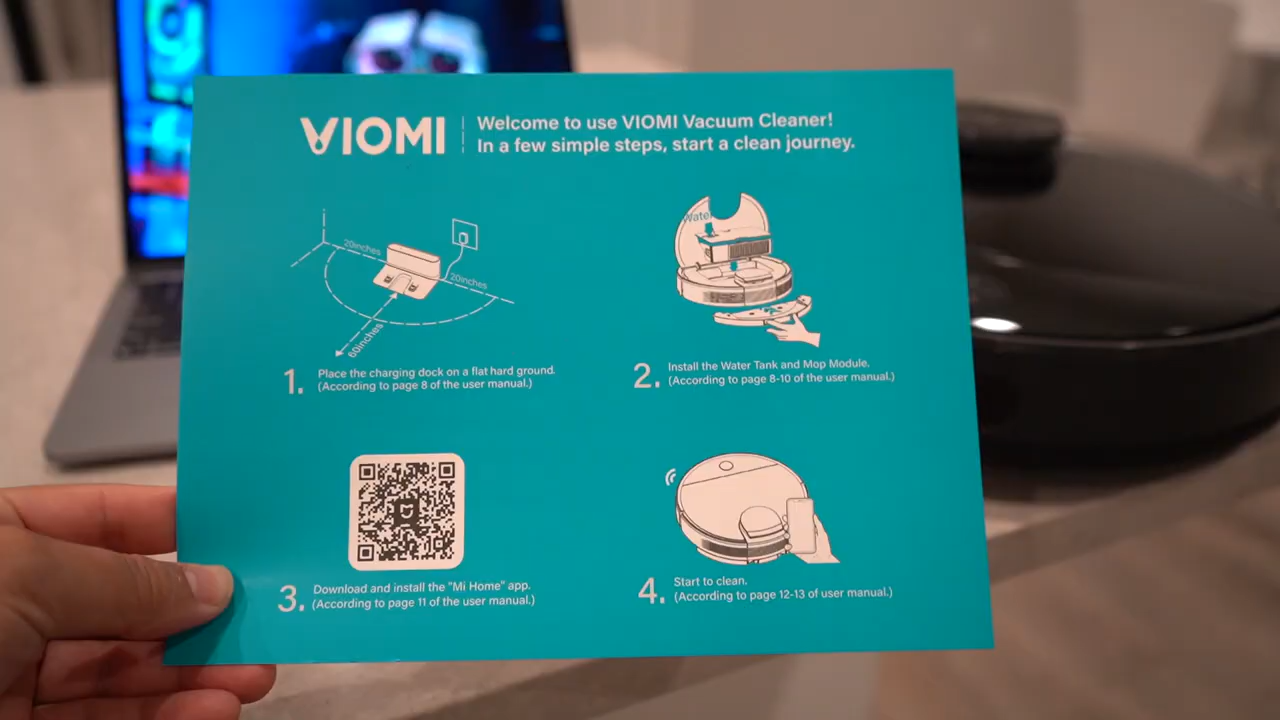 VIOMI
Welcome to use VIOMI Vacuum Cleaner!
In a few simple steps, start a clean journey.
20inches
20inches
60inches
1.
Place the charging dock on a flat hard ground.
(According to page 8 of the user manual.)
Water
2.
Install the Water Tank and Mop Module.
(According to page 8-10 of the user manual.)
3.
Download and install the "Mi Home" app.
(According to page 11 of the user manual.)
4.
Start to clean.
(According to page 12-13 of user manual.)